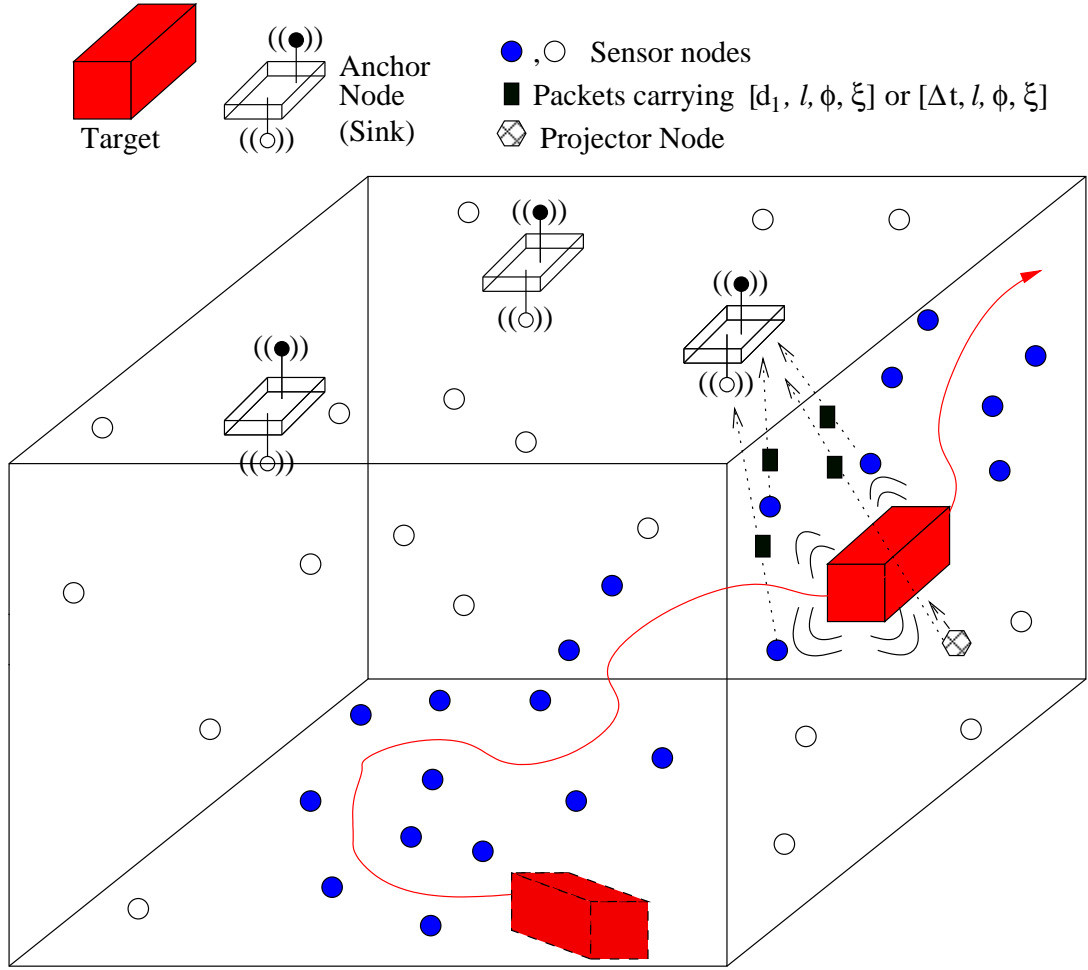 Target
Anchor
Node
(Sink)
, Sensor nodes
Packets carrying [d₁, l, ϕ, ξ] or [Δt, l, ϕ, ξ]
Projector Node